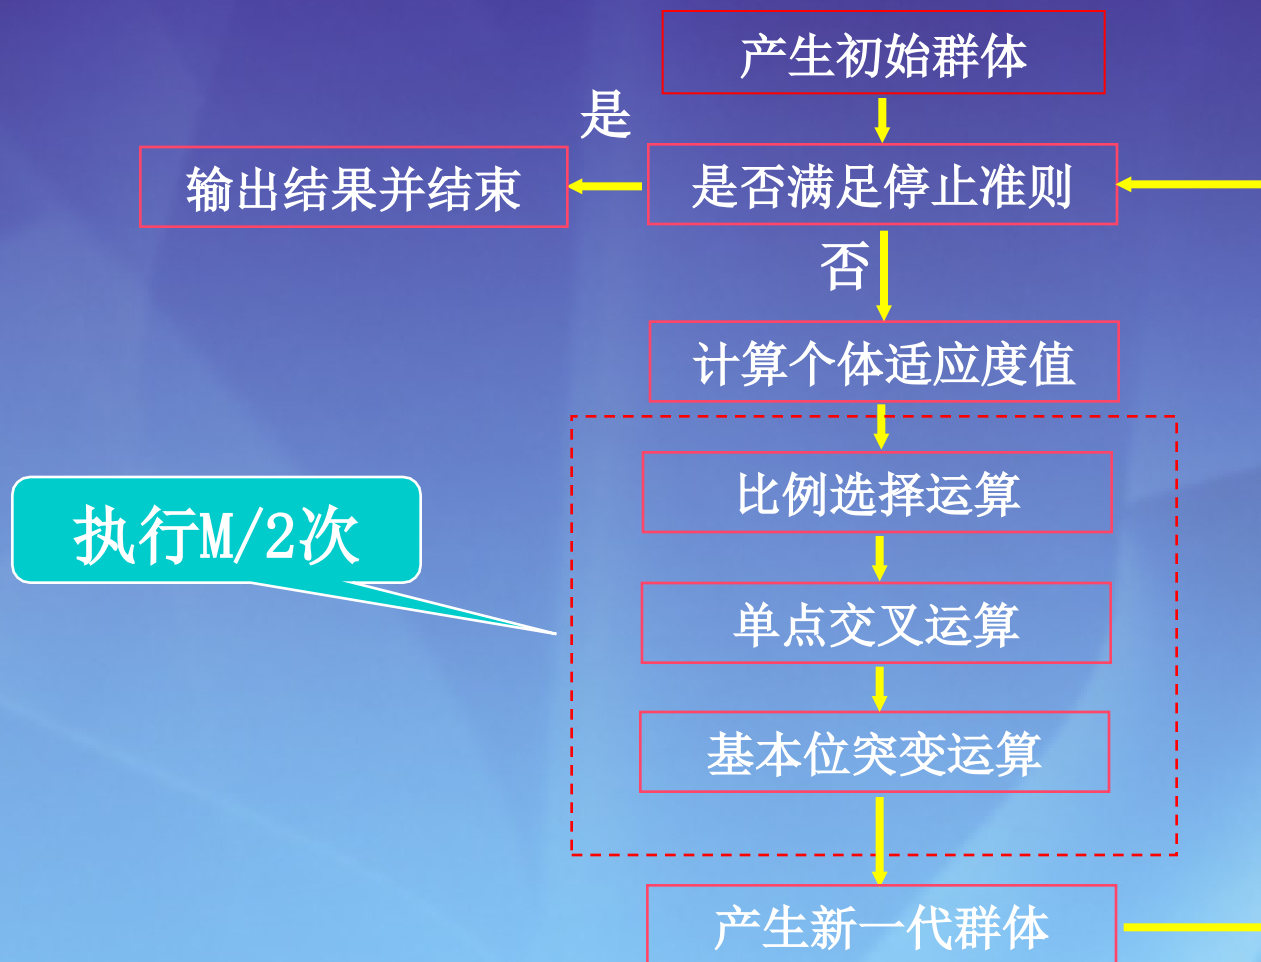 产生初始群体
是
输出结果并结束
是否满足停止准则
否
计算个体适应度值
比例选择运算
执行M/2次
单点交叉运算
基本位突变运算
产生新一代群体